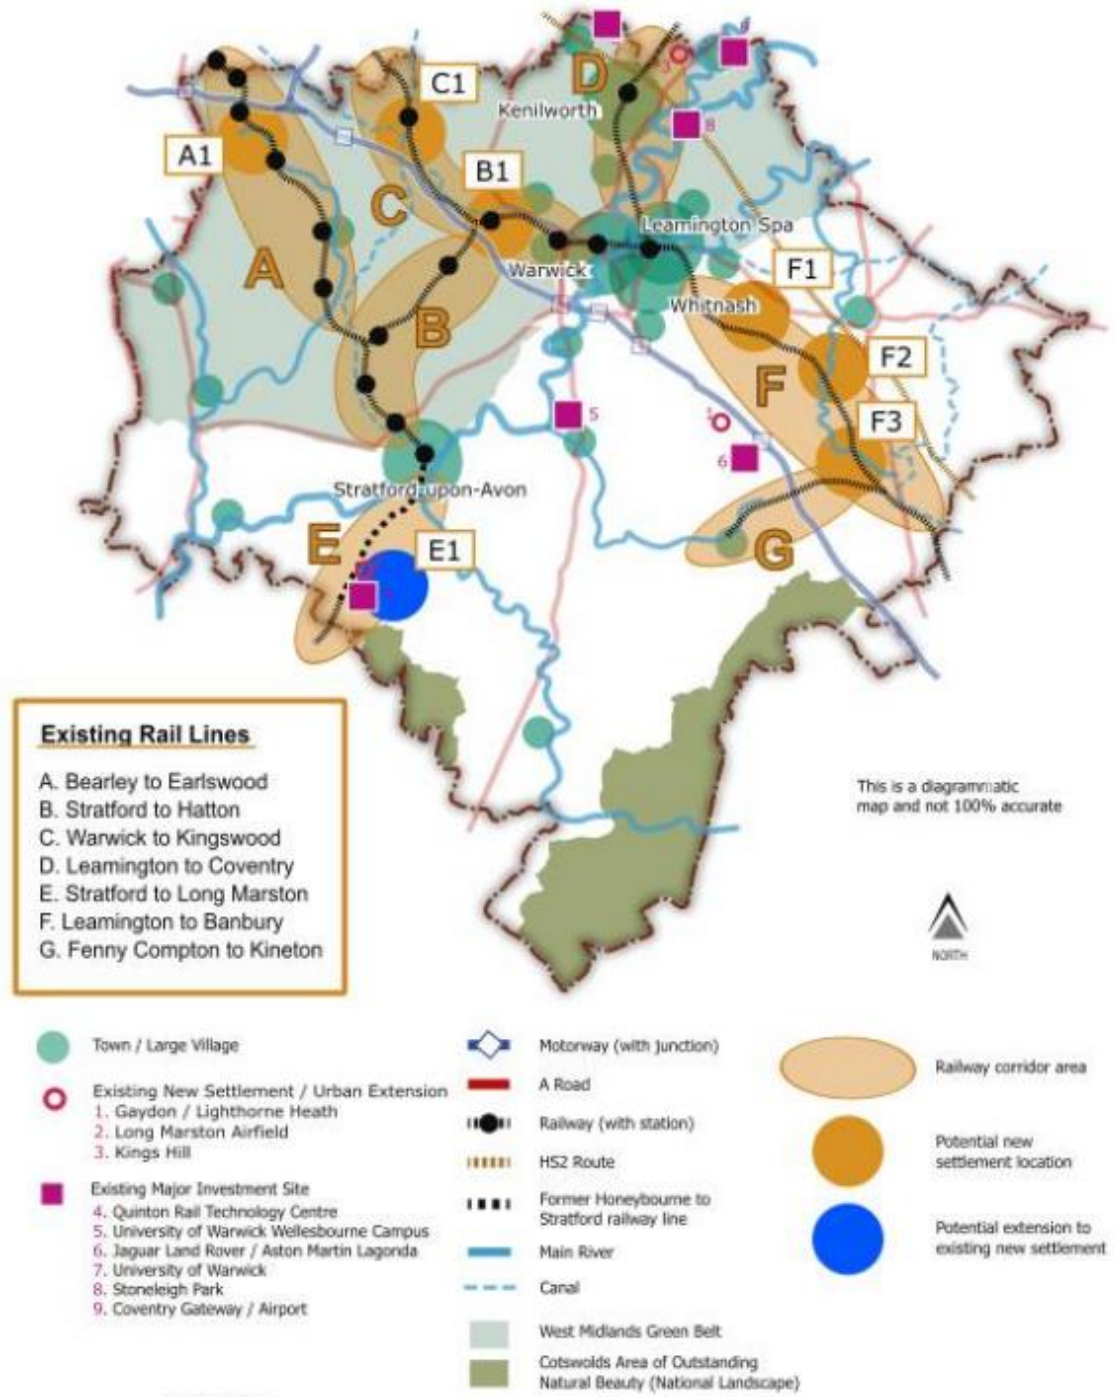 C1
D
Kenilworth
3
9
8
A1
B1
C
Leamington Spa
A
Warwick
F1
Whitnash
B
F2
F
5
1
F3
6
Stratford-upon-Avon
E
E1
G
Existing Rail Lines
A. Bearley to Earlswood
B. Stratford to Hatton
C. Warwick to Kingswood
D. Leamington to Coventry
E. Stratford to Long Marston
F. Leamington to Banbury
G. Fenny Compton to Kineton
This is a diagrammatic
map and not 100% accurate
NORTH
Town / Large Village
Existing New Settlement / Urban Extension
1. Gaydon / Lighthorne Heath
2. Long Marston Airfield
3. Kings Hill
Existing Major Investment Site
4. Quinton Rail Technology Centre
5. University of Warwick Wellesbourne Campus
6. Jaguar Land Rover / Aston Martin Lagonda
7. University of Warwick
8. Stoneleigh Park
9. Coventry Gateway / Airport
Motorway (with junction)
A Road
Railway (with station)
HS2 Route
Former Honeybourne to
Stratford railway line
Main River
Canal
West Midlands Green Belt
Cotswolds Area of Outstanding
Natural Beauty (National Landscape)
Railway corridor area
Potential new
settlement location
Potential extension to
existing new settlement